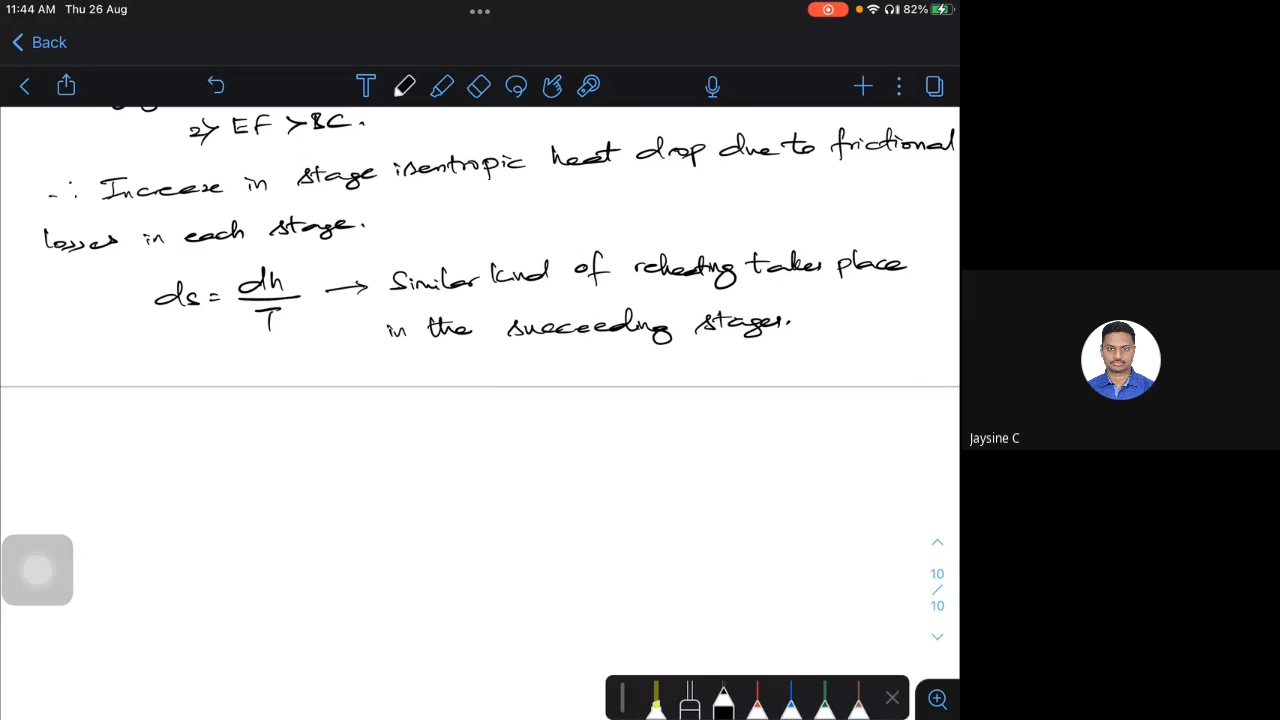 11:44 AM Thu 26 Aug
82%
Back
2) EF > BC.
∴ Increase in stage isentropic heat drop due to frictional
losses in each stage.
ds = dh/T → Similar kind of reheating takes place
in the succeeding stages.
Jaysine C
10
/
10